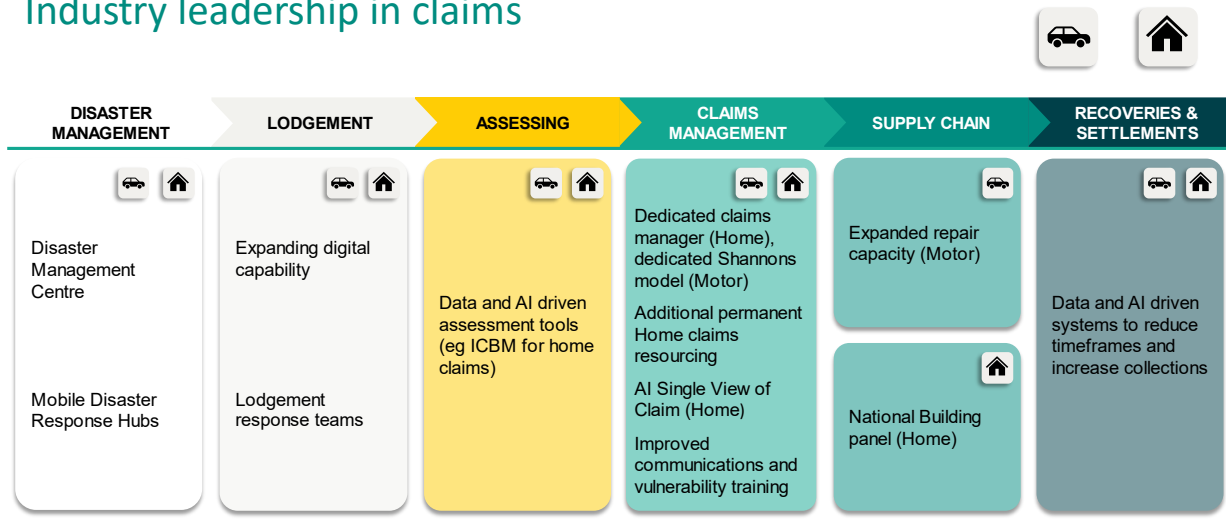 Industry leadership in claims
DISASTER
MANAGEMENT
LODGEMENT
ASSESSING
CLAIMS
MANAGEMENT
SUPPLY CHAIN
RECOVERIES &
SETTLEMENTS
Disaster
Management
Centre
Mobile Disaster
Response Hubs
Expanding digital
capability
Lodgement
response teams
Data and AI driven
assessment tools
(eg ICBM for home
claims)
Dedicated claims
manager (Home),
dedicated Shannons
model (Motor)
Additional permanent
Home claims
resourcing
AI Single View of
Claim (Home)
Improved
communications and
vulnerability training
Expanded repair
capacity (Motor)
National Building
panel (Home)
Data and AI driven
systems to reduce
timeframes and
increase collections